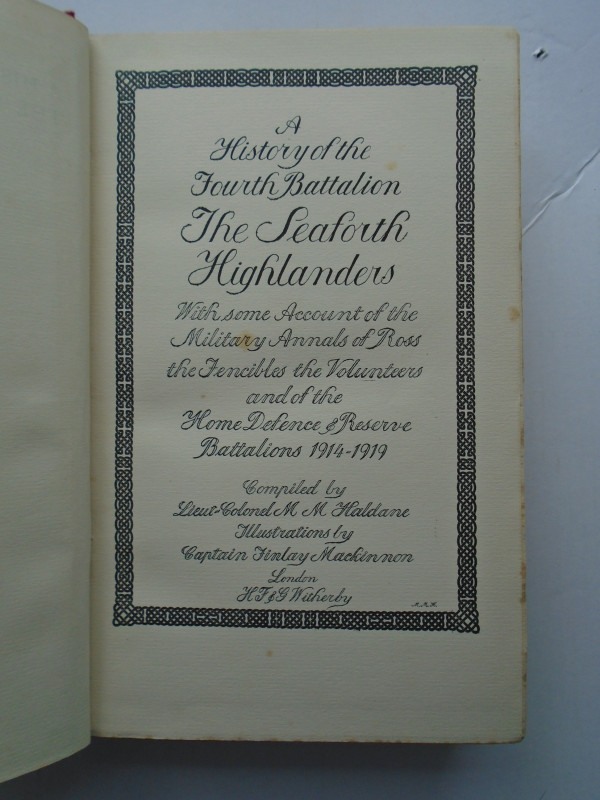 A
History of the
Fourth Battalion
The Seaforth
Highlanders
With some Account of the
Military Annals of Ross
the Fencibles the Volunteers
and of the
Home Defence & Reserve
Battalions 1914-1919
Compiled by
Lieut-Colonel M M Haldane
Illustrations by
Captain Finlay Mackinnon
London
H F & G Witherby